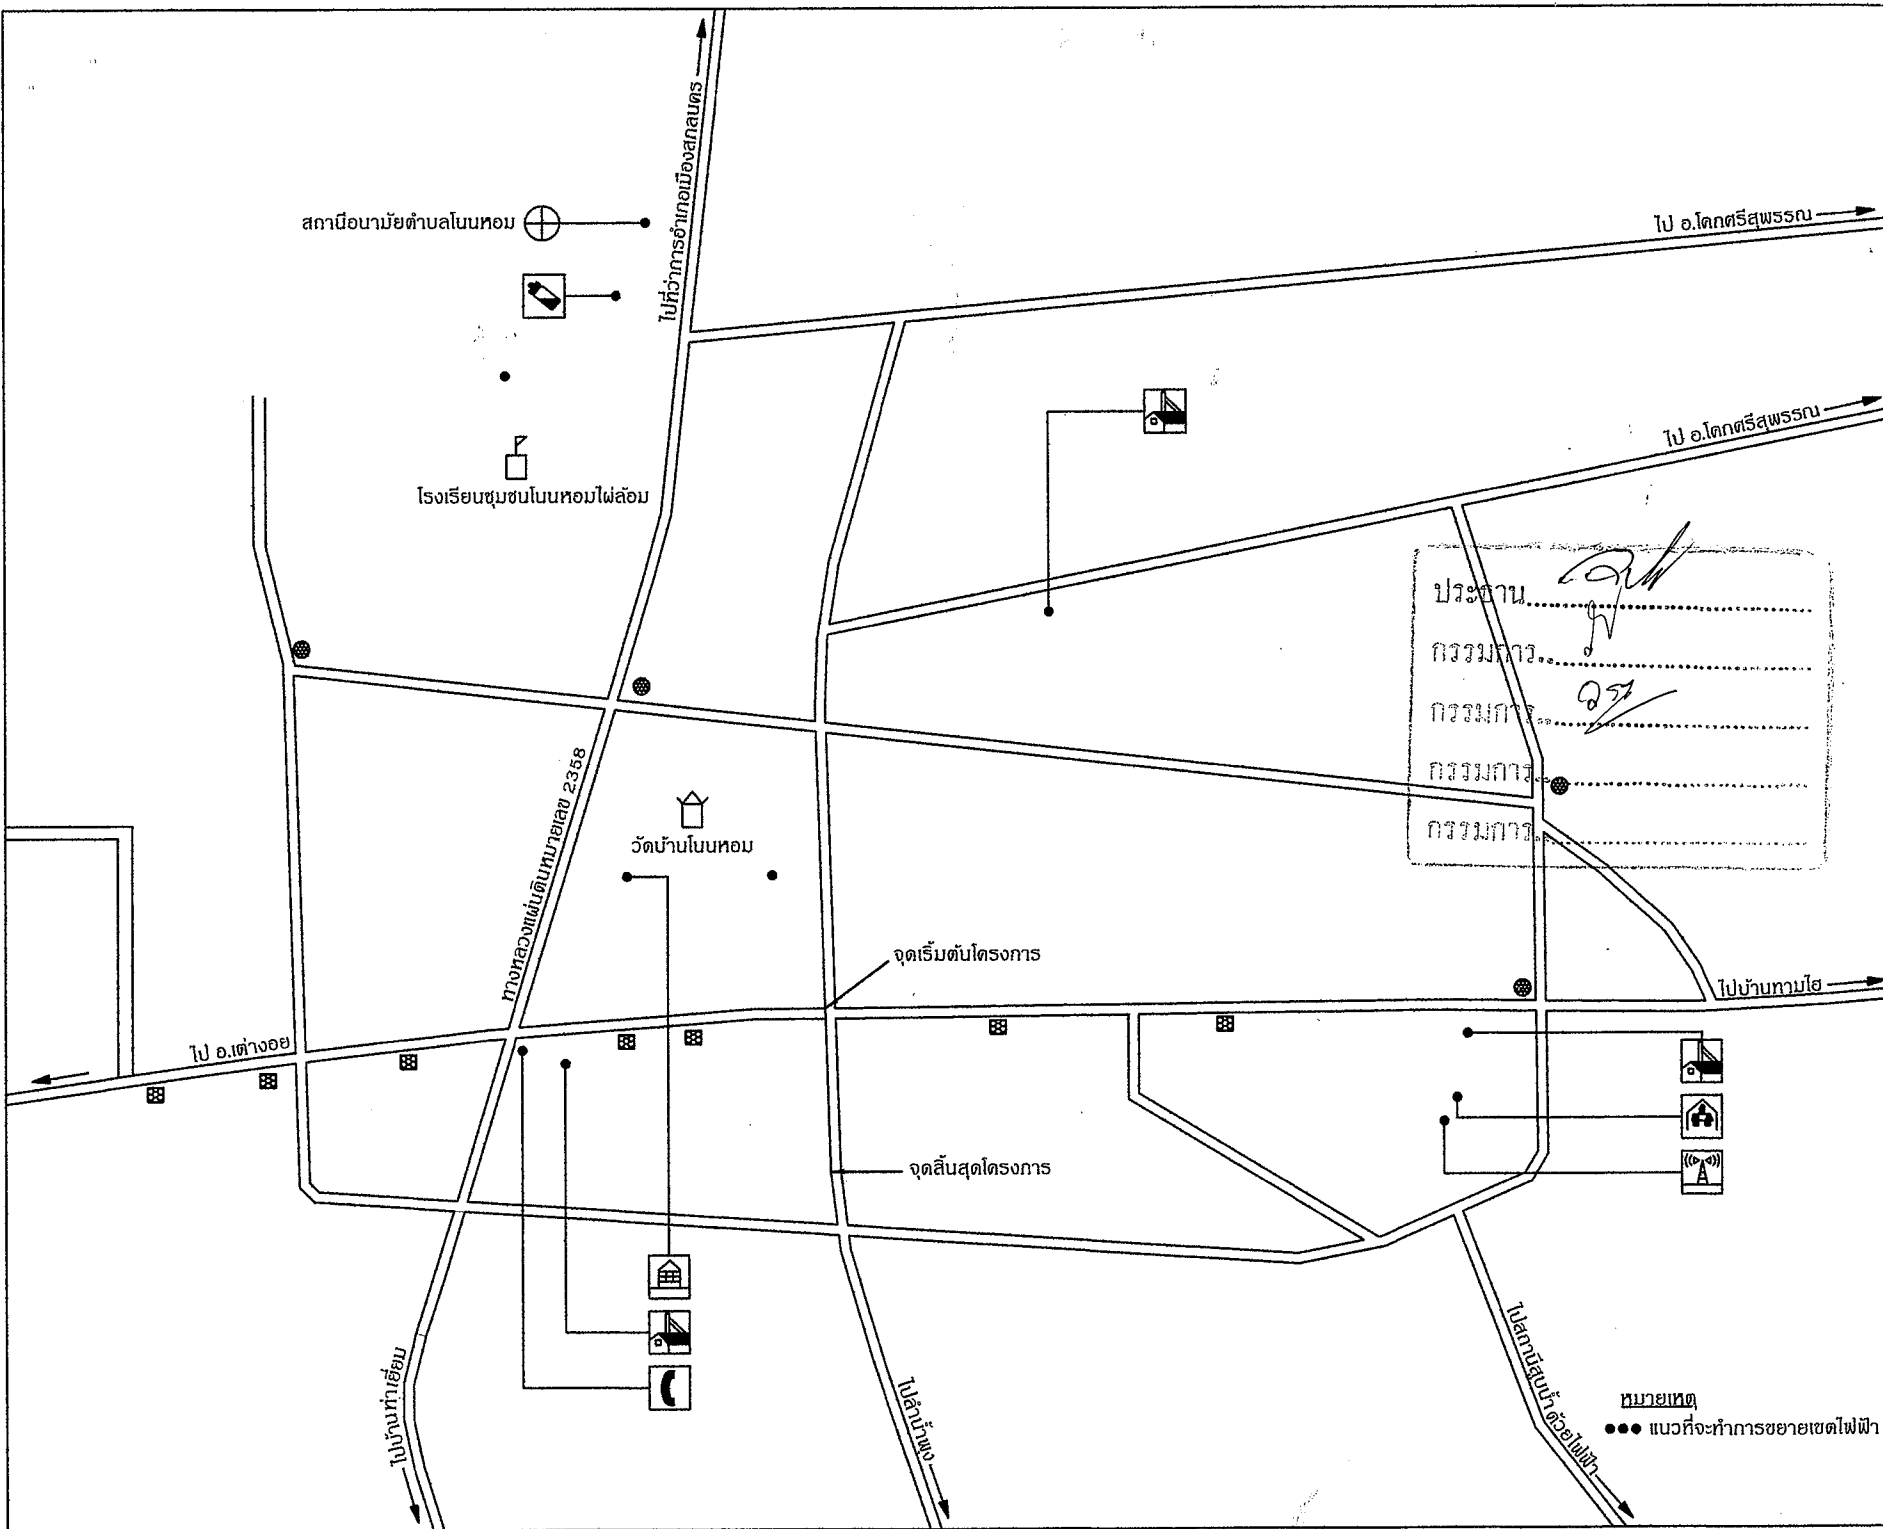 ไปที่ว่าการอำเภอเมืองสกลนคร
สถานีอนามัยตำบลโนนหอม
ไป อ.โคกศรีสุพรรณ
ไป อ.โคกศรีสุพรรณ
โรงเรียนชุมชนโนนหอมไผ่ล้อม
ประธาน
กรรมการ
กรรมการ
กรรมการ
กรรมการ
ทางหลวงแผ่นดินหมายเลข 2358
วัดบ้านโนนหอม
จุดเริ่มต้นโครงการ
ไปบ้านทามไฮ
ไป อ.เต่างอย
จุดสิ้นสุดโครงการ
ไปบ้านท่าเยี่ยม
ไปลำน้ำพุง
ไปสถานีสูบน้ำ ด้วยไฟฟ้า
หมายเหตุ
แนวที่จะทำการขยายเขตไฟฟ้า